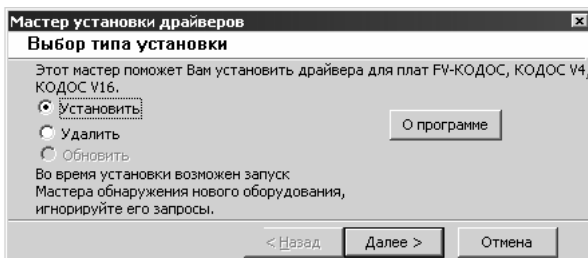 Мастер установки драйверов
Выбор типа установки
Этот мастер поможет Вам установить драйвера для плат FV-КОДОС, КОДОС V4,
КОДОС V16.
Установить
Удалить
О программе
Обновить
Во время установки возможен запуск
Мастера обнаружения нового оборудования,
игнорируйте его запросы.
< Назад Далее > Отмена